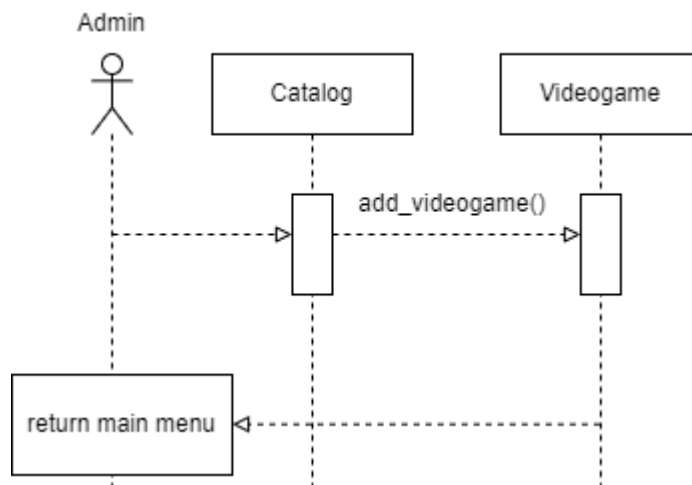 Admin
Catalog
Videogame
add_videogame()
return main menu